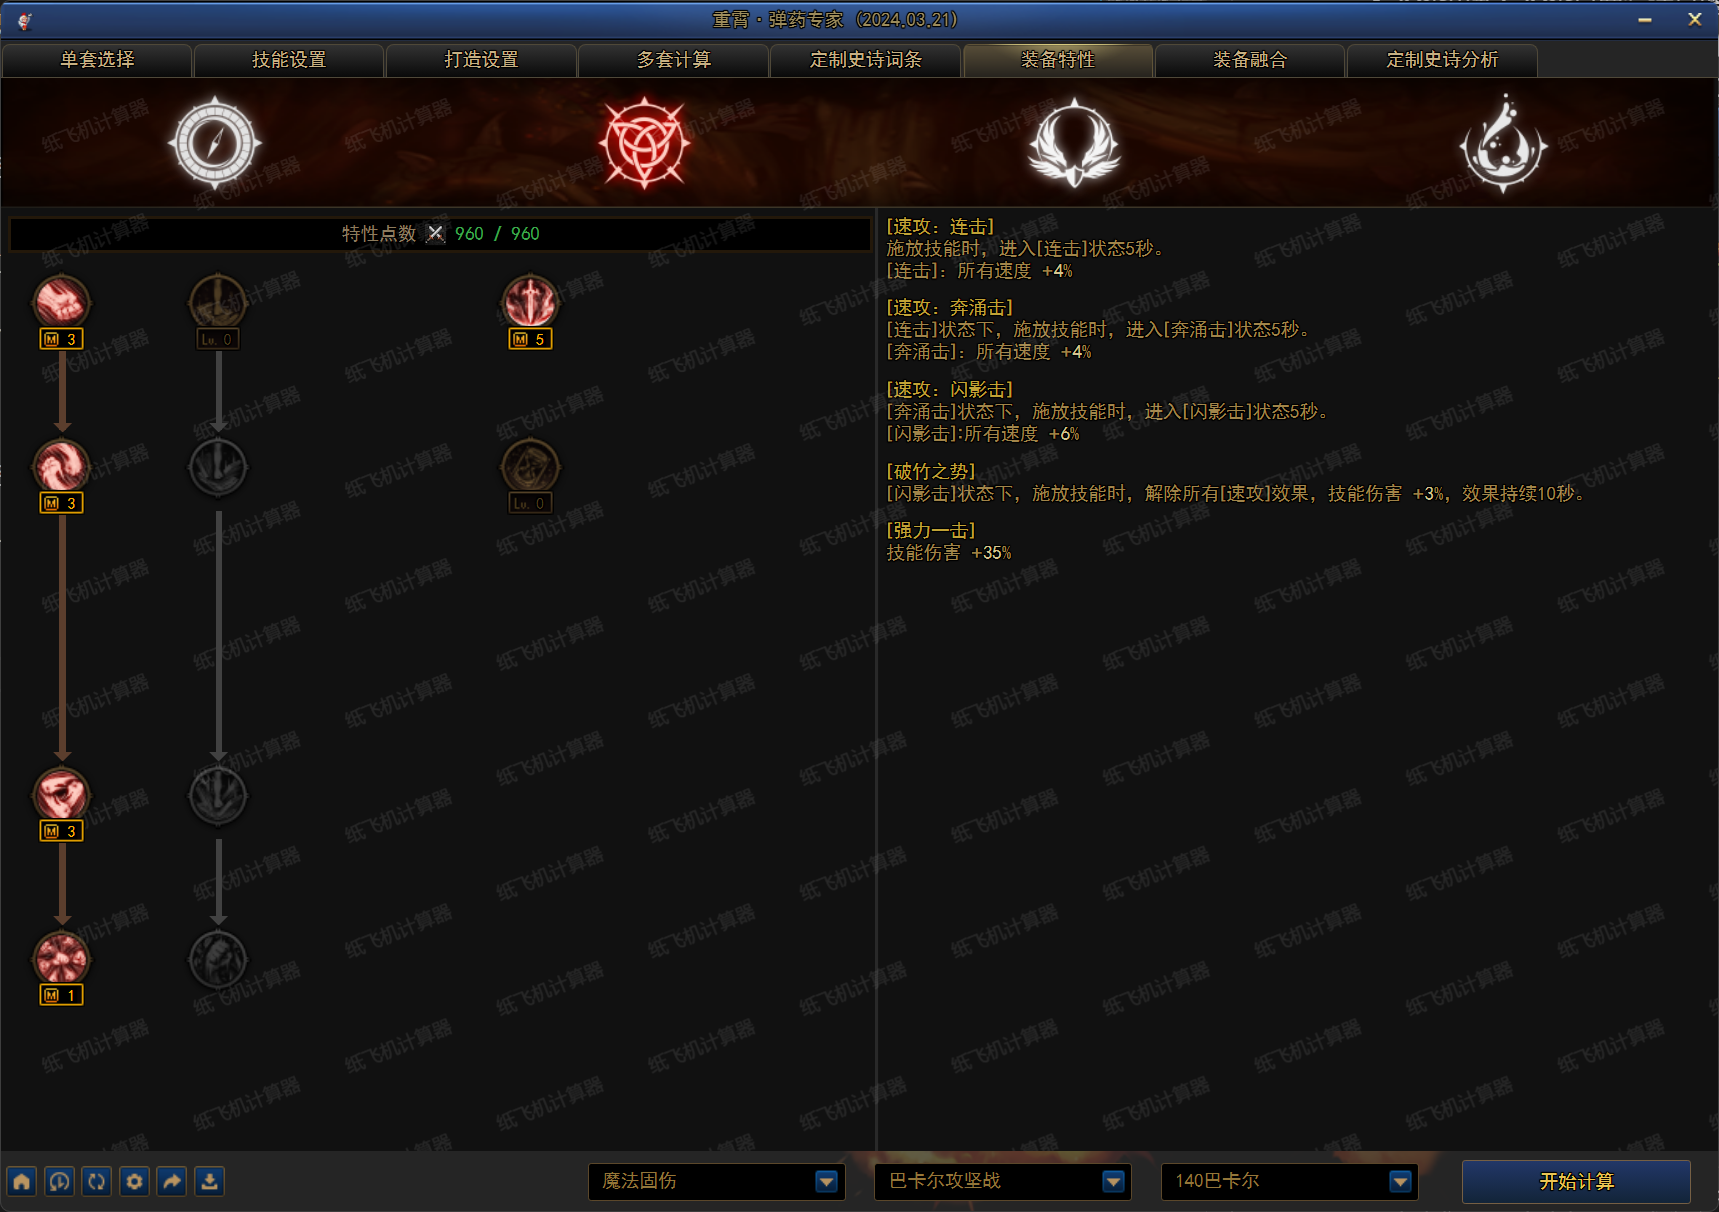 重霄·弹药专家 (2024.03.21)
单套选择
技能设置
打造设置
多套计算
定制史诗词条
装备特性
装备融合
定制史诗分析
特性点数 960 / 960
M 3
Lv. 0
M 5
M 3
Lv. 0
M 3
M 1
[速攻: 连击]
施放技能时, 进入[连击]状态5秒。
[连击]: 所有速度 +4%
[速攻: 奔涌击]
[连击]状态下, 施放技能时, 进入[奔涌击]状态5秒。
[奔涌击]: 所有速度 +4%
[速攻: 闪影击]
[奔涌击]状态下, 施放技能时, 进入[闪影击]状态5秒。
[闪影击]:所有速度 +6%
[破竹之势]
[闪影击]状态下, 施放技能时, 解除所有[速攻]效果, 技能伤害 +3%, 效果持续10秒。
[强力一击]
技能伤害 +35%
魔法固伤
巴卡尔攻坚战
140巴卡尔
开始计算
纸飞机计算器